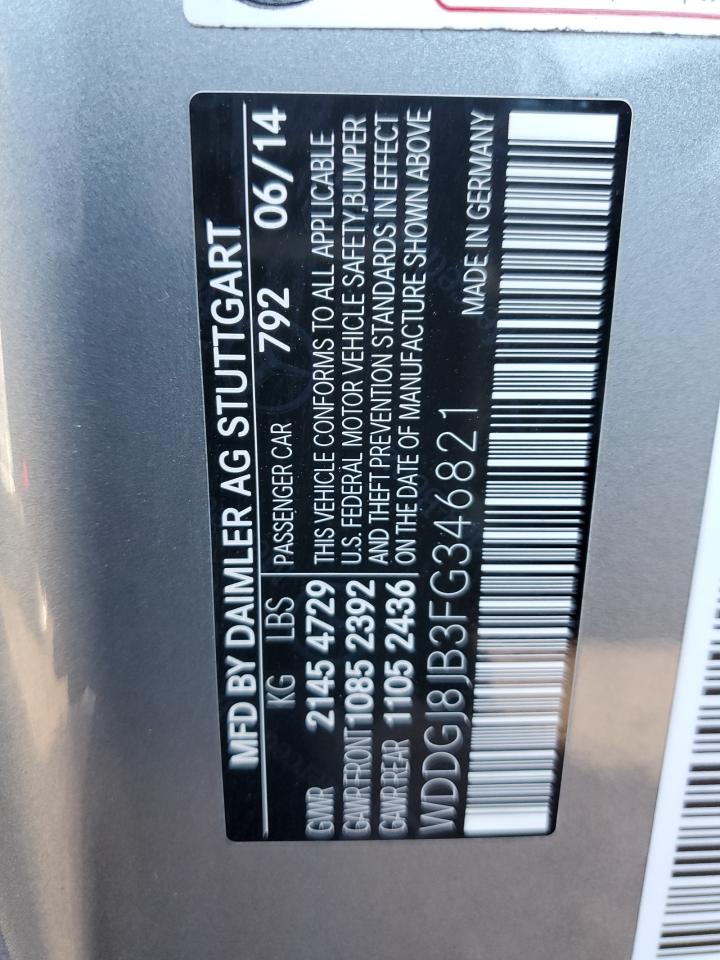 MFD BY DAIMLER AG STUTTGART
KG LBS PASSENGER CAR 792 06/14
GVWR 2145 4729 THIS VEHICLE CONFORMS TO ALL APPLICABLE
GAWR FRONT 1085 2392 U.S. FEDERAL MOTOR VEHICLE SAFETY,BUMPER
GAWR REAR 1105 2436 AND THEFT PREVENTION STANDARDS IN EFFECT
ON THE DATE OF MANUFACTURE SHOWN ABOVE
WDDGJ8JB3FG346821 MADE IN GERMANY